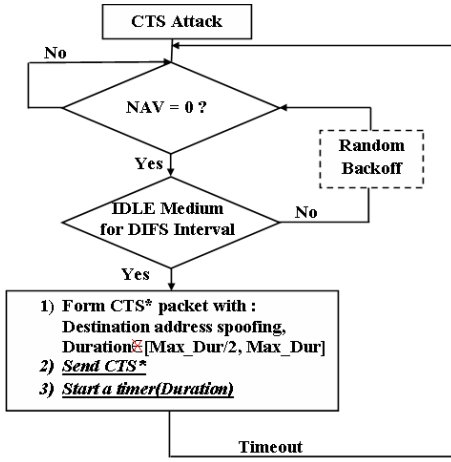 CTS Attack
No
NAV = 0 ?
Yes
Random
Backoff
IDLE Medium
for DIFS Interval
No
Yes
1) Form CTS* packet with :
Destination address spoofing,
Duration [Max_Dur/2, Max_Dur]
2) Send CTS*
3) Start a timer(Duration)
Timeout